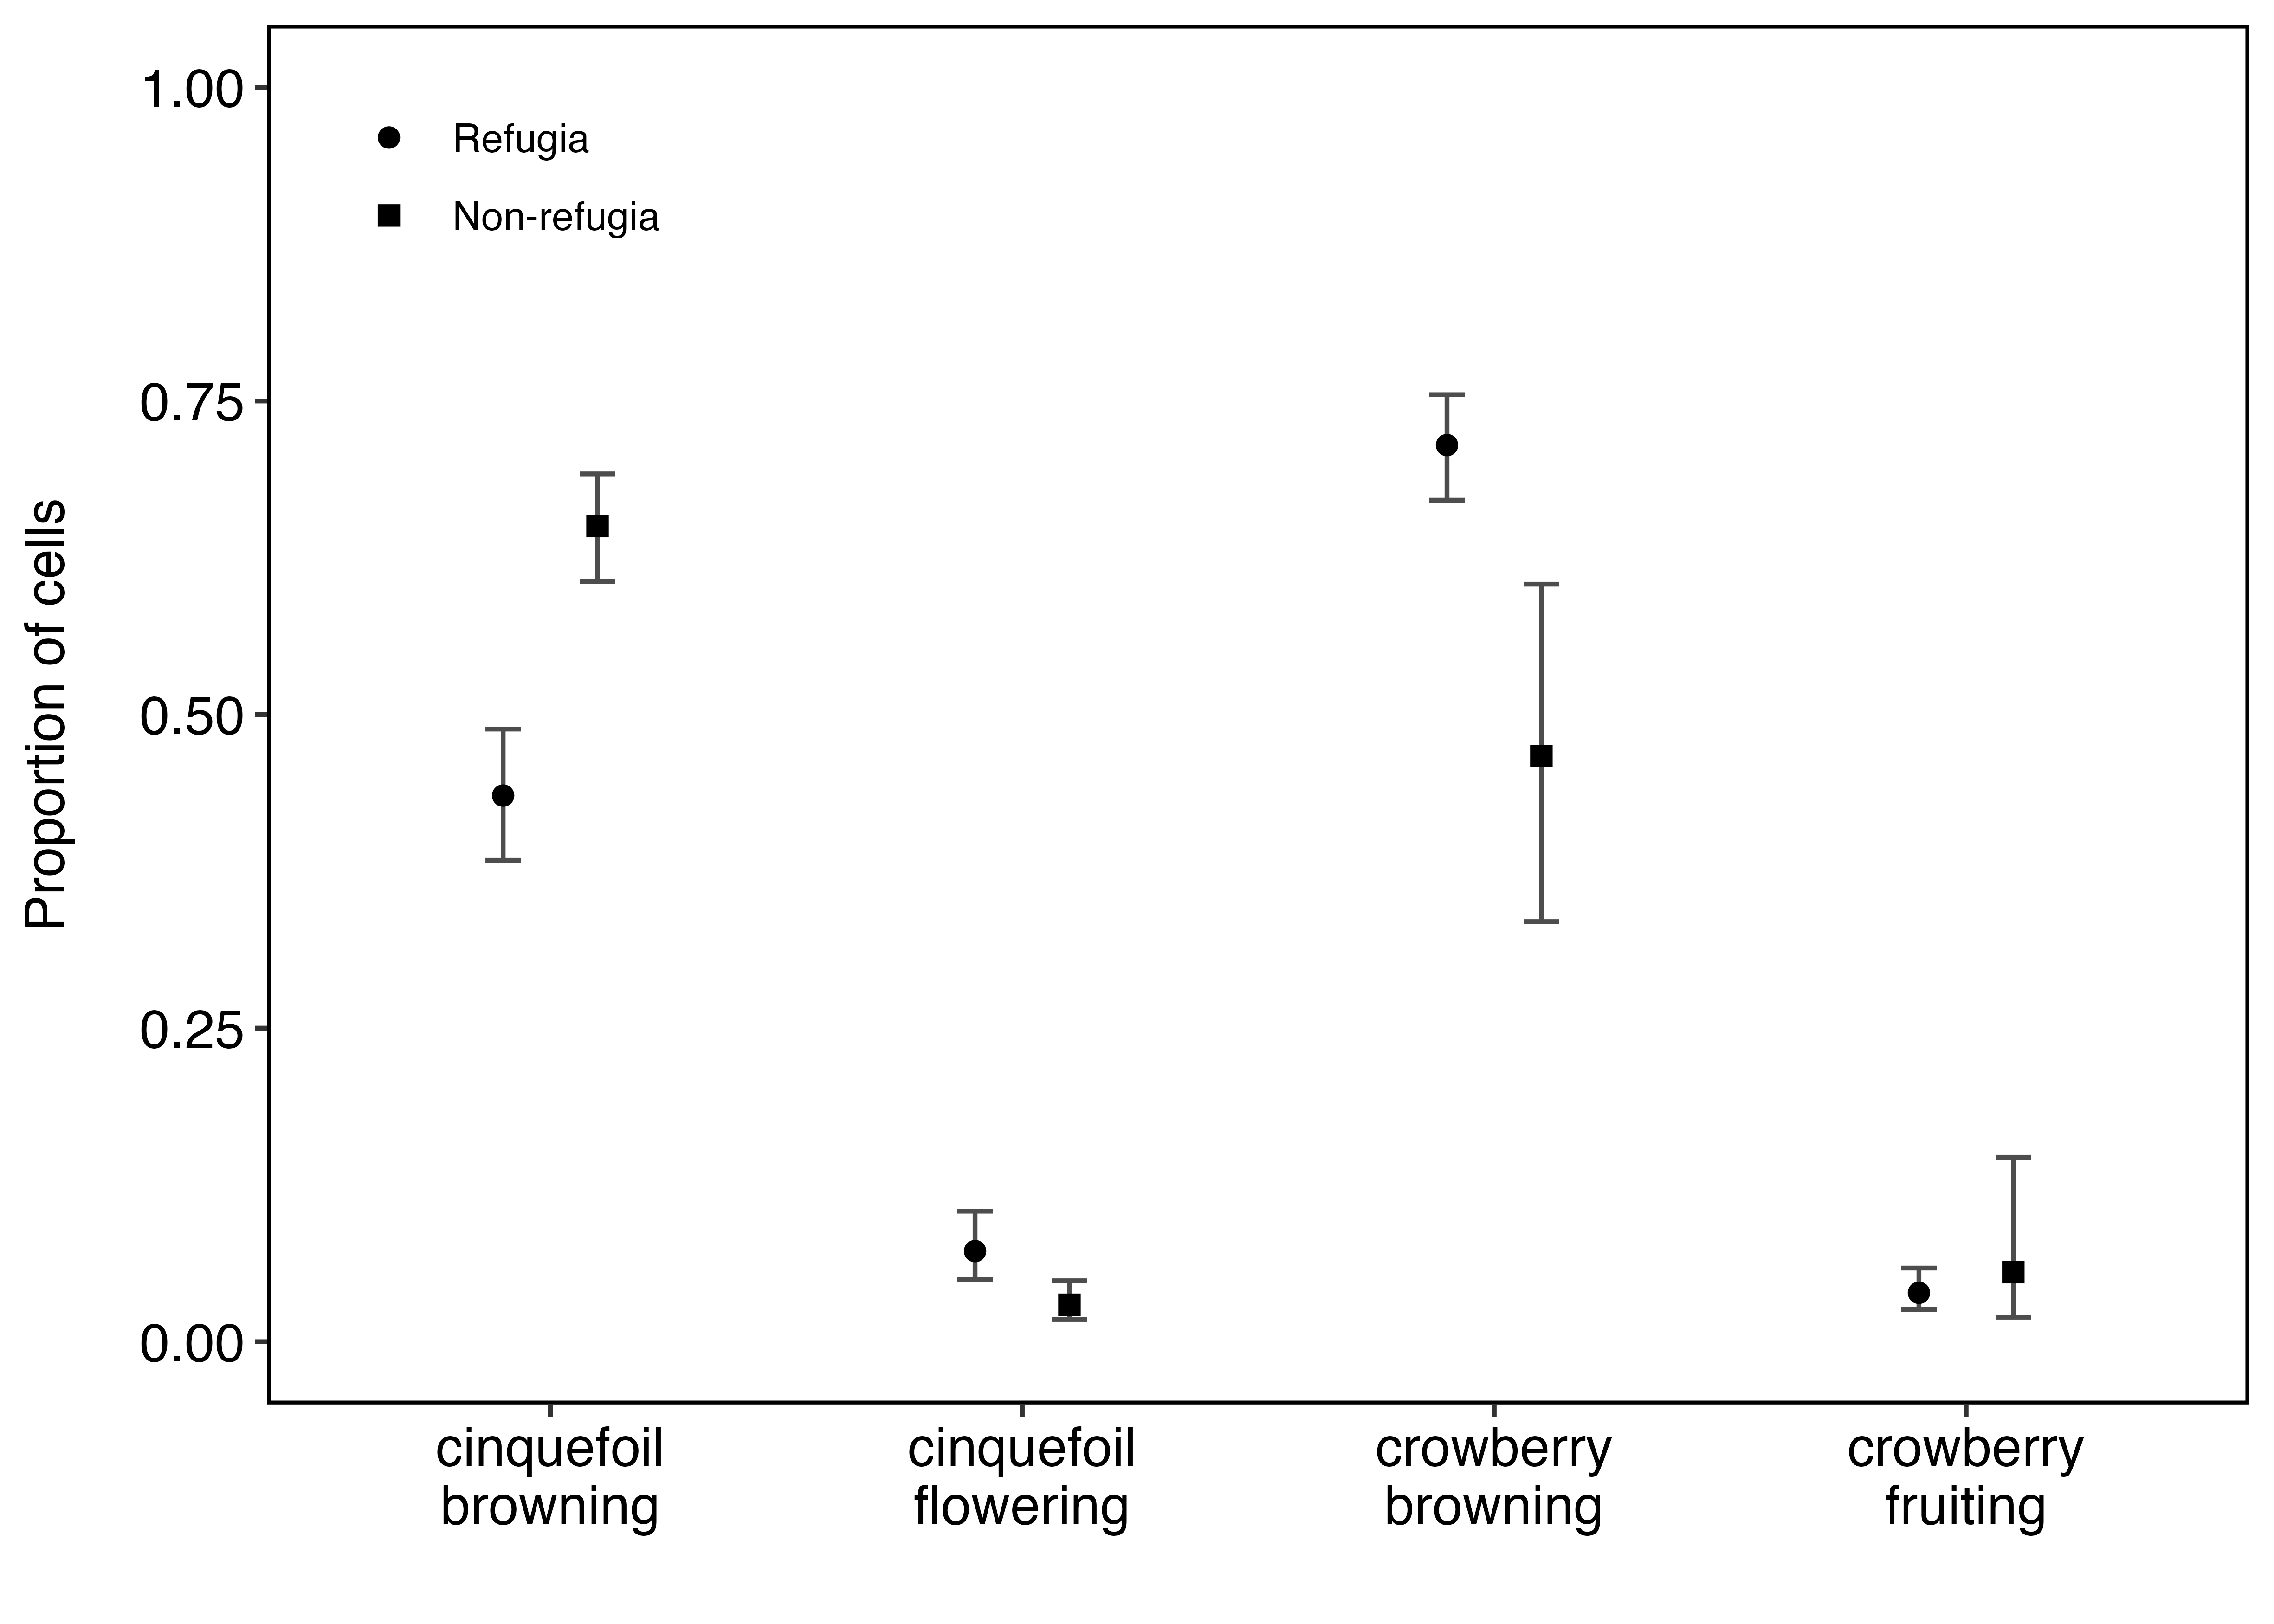 1.00
Refugia
Non-refugia
0.75
0.50
0.25
0.00
Proportion of cells
cinquefoil
browning
cinquefoil
flowering
crowberry
browning
crowberry
fruiting